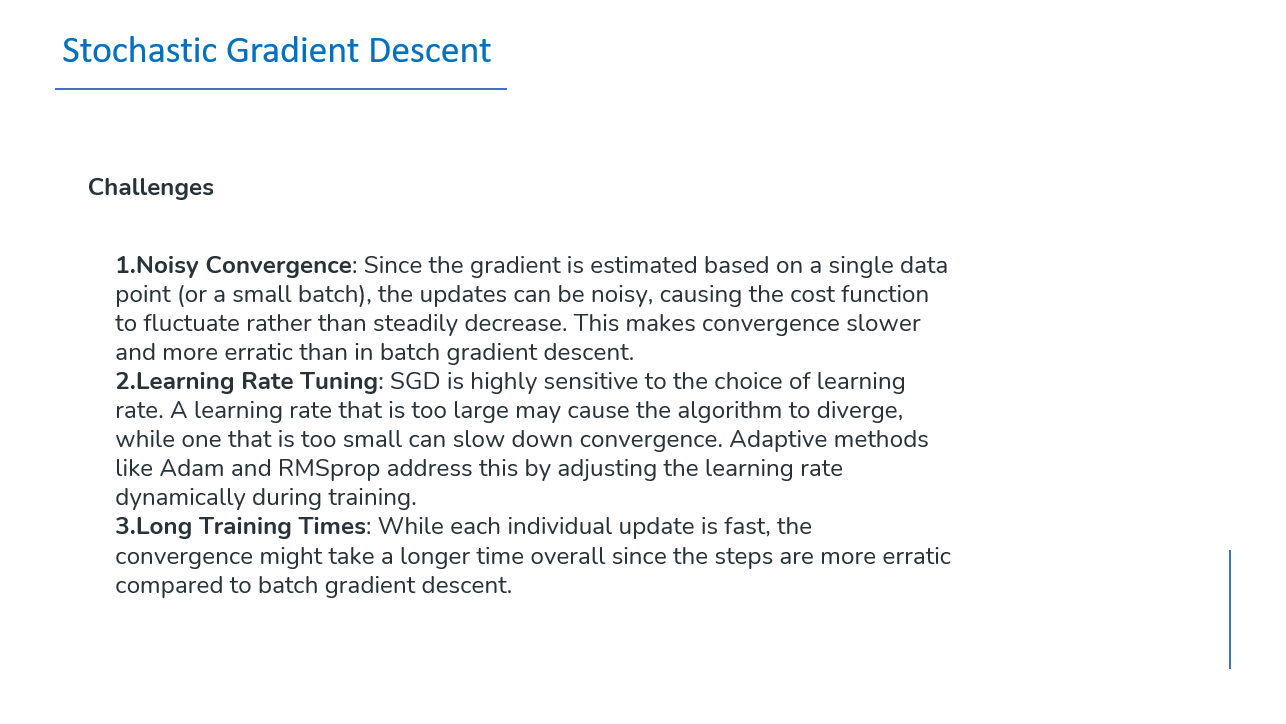 Stochastic Gradient Descent
Challenges
1.Noisy Convergence: Since the gradient is estimated based on a single data
point (or a small batch), the updates can be noisy, causing the cost function
to fluctuate rather than steadily decrease. This makes convergence slower
and more erratic than in batch gradient descent.
2.Learning Rate Tuning: SGD is highly sensitive to the choice of learning
rate. A learning rate that is too large may cause the algorithm to diverge,
while one that is too small can slow down convergence. Adaptive methods
like Adam and RMSprop address this by adjusting the learning rate
dynamically during training.
3.Long Training Times: While each individual update is fast, the
convergence might take a longer time overall since the steps are more erratic
compared to batch gradient descent.